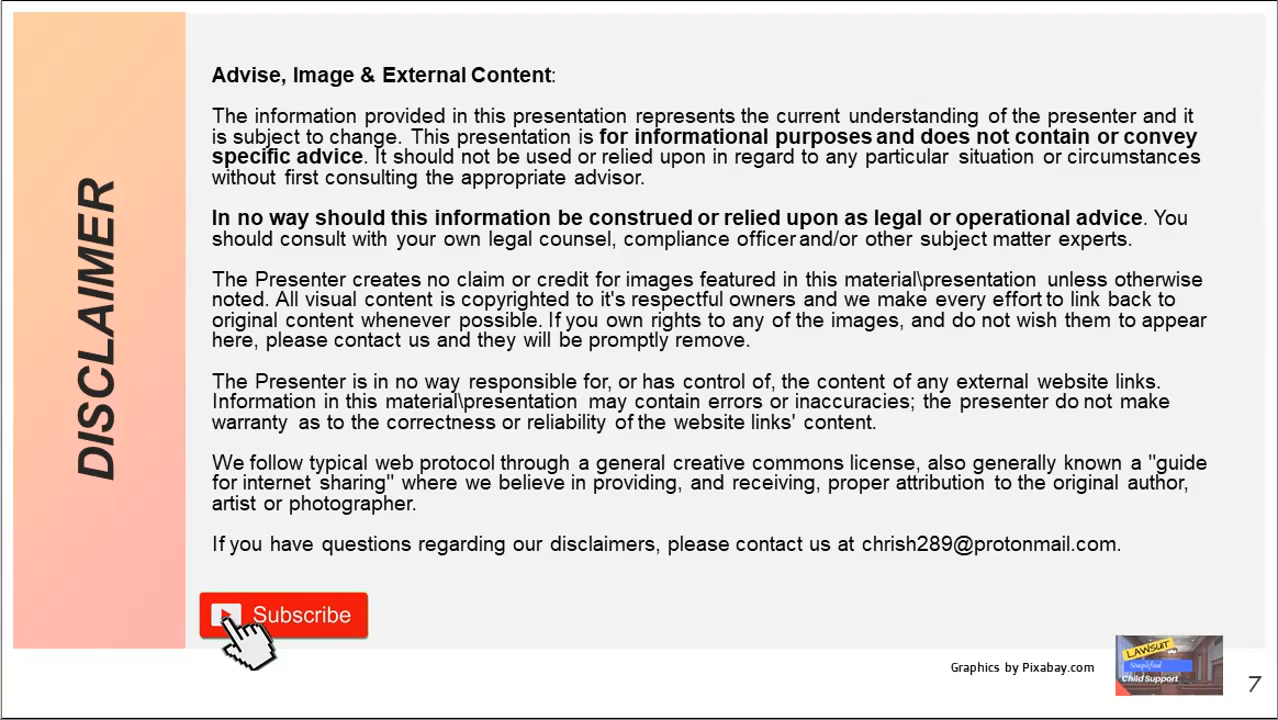 DISCLAIMER
Advise, Image & External Content:
The information provided in this presentation represents the current understanding of the presenter and it
is subject to change. This presentation is for informational purposes and does not contain or convey
specific advice. It should not be used or relied upon in regard to any particular situation or circumstances
without first consulting the appropriate advisor.
In no way should this information be construed or relied upon as legal or operational advice. You
should consult with your own legal counsel, compliance officer and/or other subject matter experts.
The Presenter creates no claim or credit for images featured in this material\presentation unless otherwise
noted. All visual content is copyrighted to it's respectful owners and we make every effort to link back to
original content whenever possible. If you own rights to any of the images, and do not wish them to appear
here, please contact us and they will be promptly remove.
The Presenter is in no way responsible for, or has control of, the content of any external website links.
Information in this material\presentation may contain errors or inaccuracies; the presenter do not make
warranty as to the correctness or reliability of the website links' content.
We follow typical web protocol through a general creative commons license, also generally known a "guide
for internet sharing" where we believe in providing, and receiving, proper attribution to the original author,
artist or photographer.
If you have questions regarding our disclaimers, please contact us at chrish289@protonmail.com.
Subscribe
Graphics by Pixabay.com
LAWSUIT
Simplified
Child Support
7